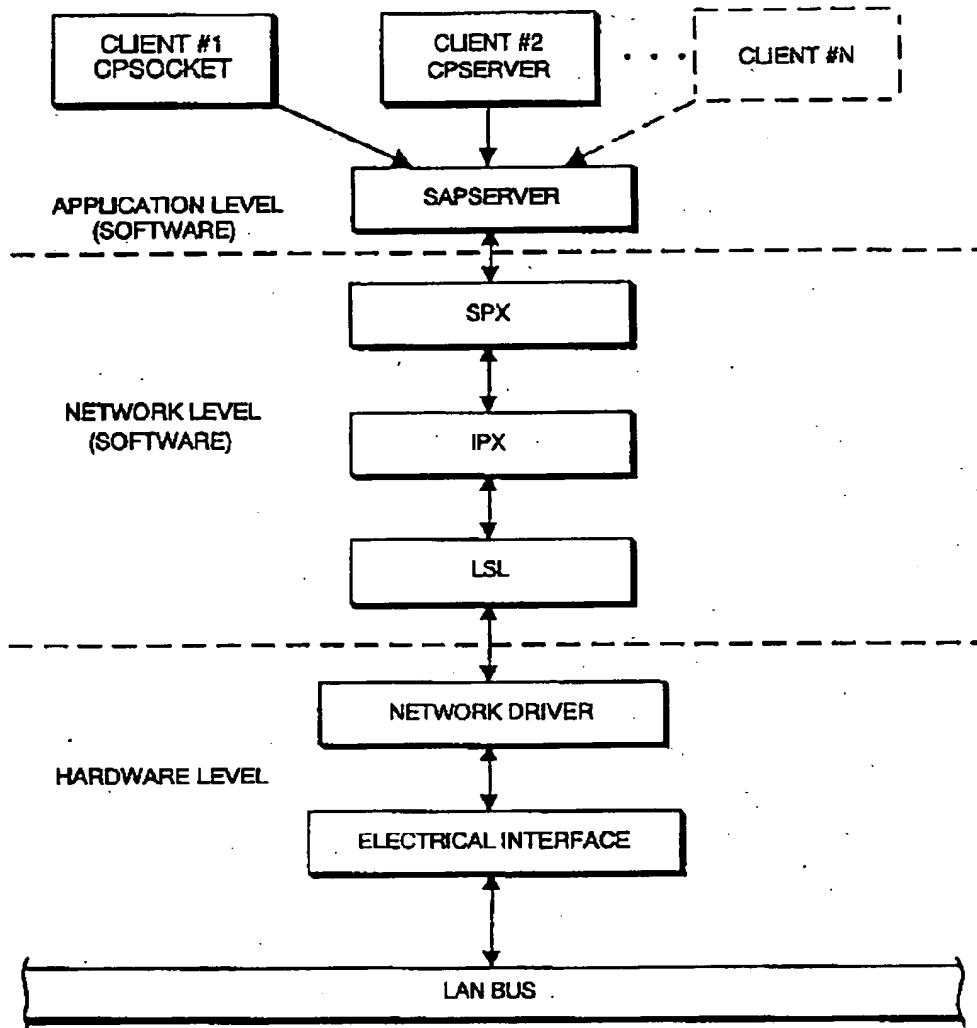 CLIENT #1
CPSOCKET
CLIENT #2
CPSERVER
CLIENT #N
SAPSERVER
APPLICATION LEVEL
(SOFTWARE)
SPX
NETWORK LEVEL
(SOFTWARE)
IPX
LSL
NETWORK DRIVER
HARDWARE LEVEL
ELECTRICAL INTERFACE
LAN BUS